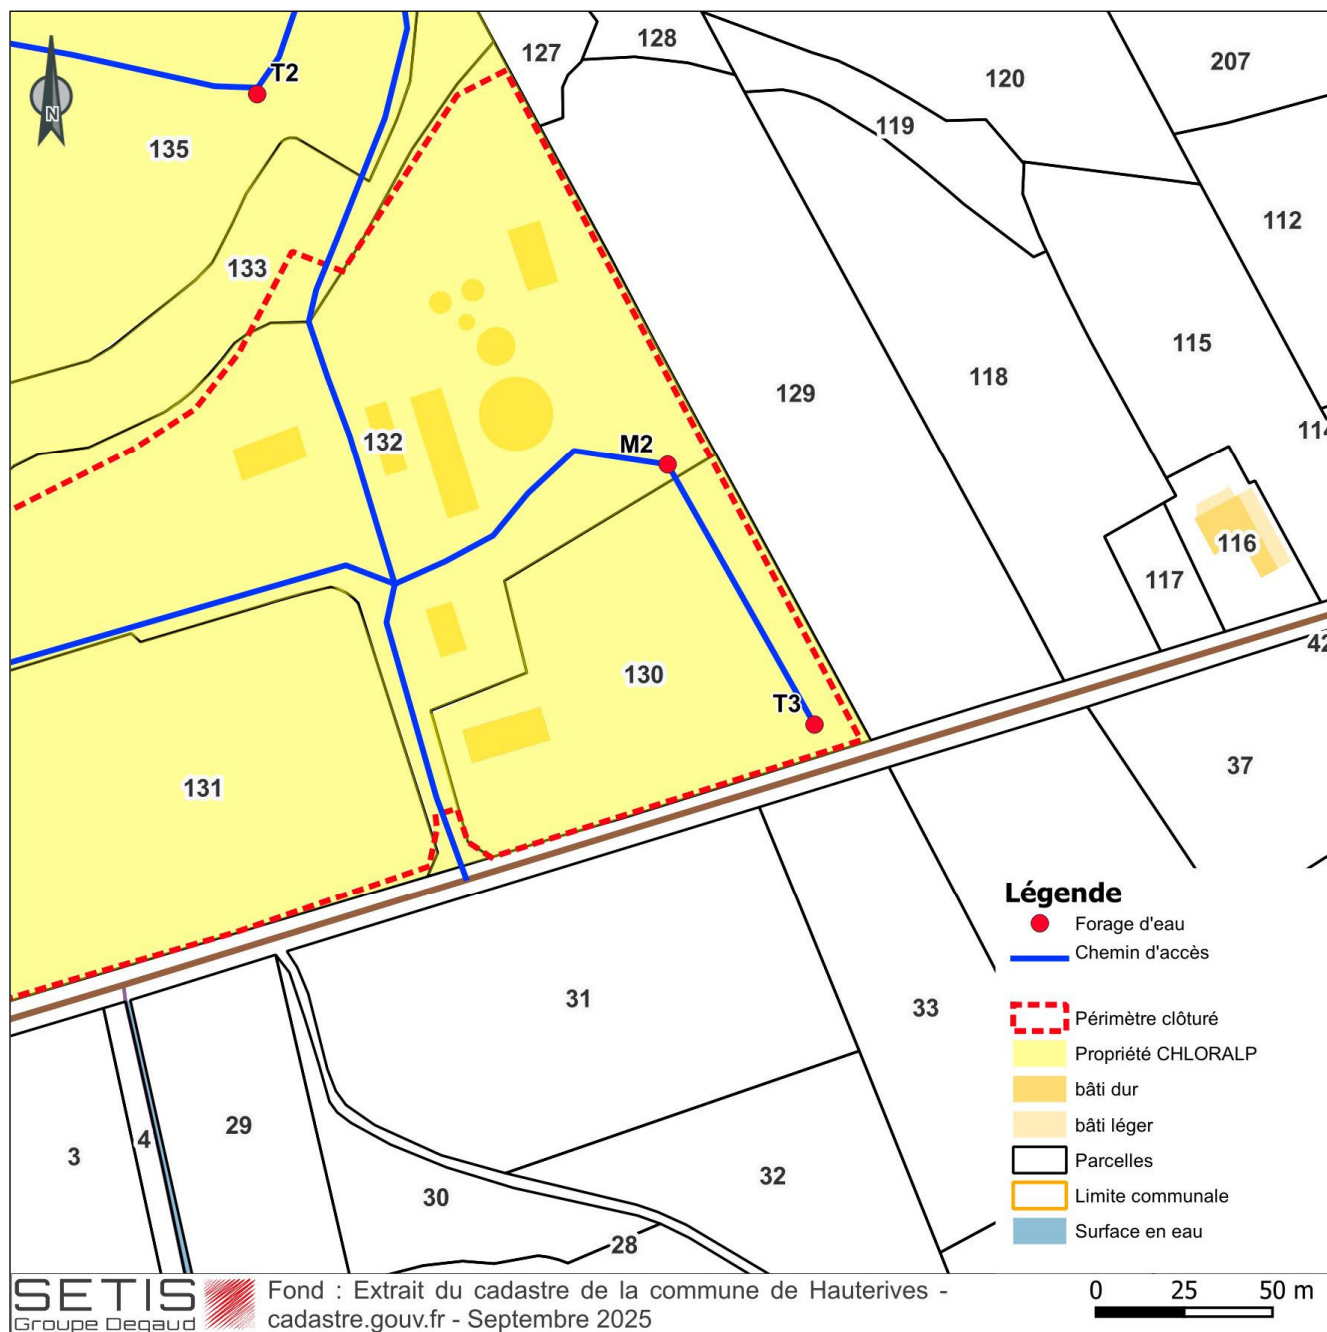 127
128
120
207
T2
N
119
135
112
133
115
129
118
132
M2
114
116
117
42
130
T3
131
37
Légende
Forage d'eau
Chemin d'accès
Périmètre clôturé
Propriété CHLORALP
bâti dur
bâti léger
Parcelles
Limite communale
Surface en eau
31
33
29
4
3
32
30
28
SETIS
Groupe Degaud
Fond : Extrait du cadastre de la commune de Hauterives -
cadastre.gouv.fr - Septembre 2025
0 25 50 m